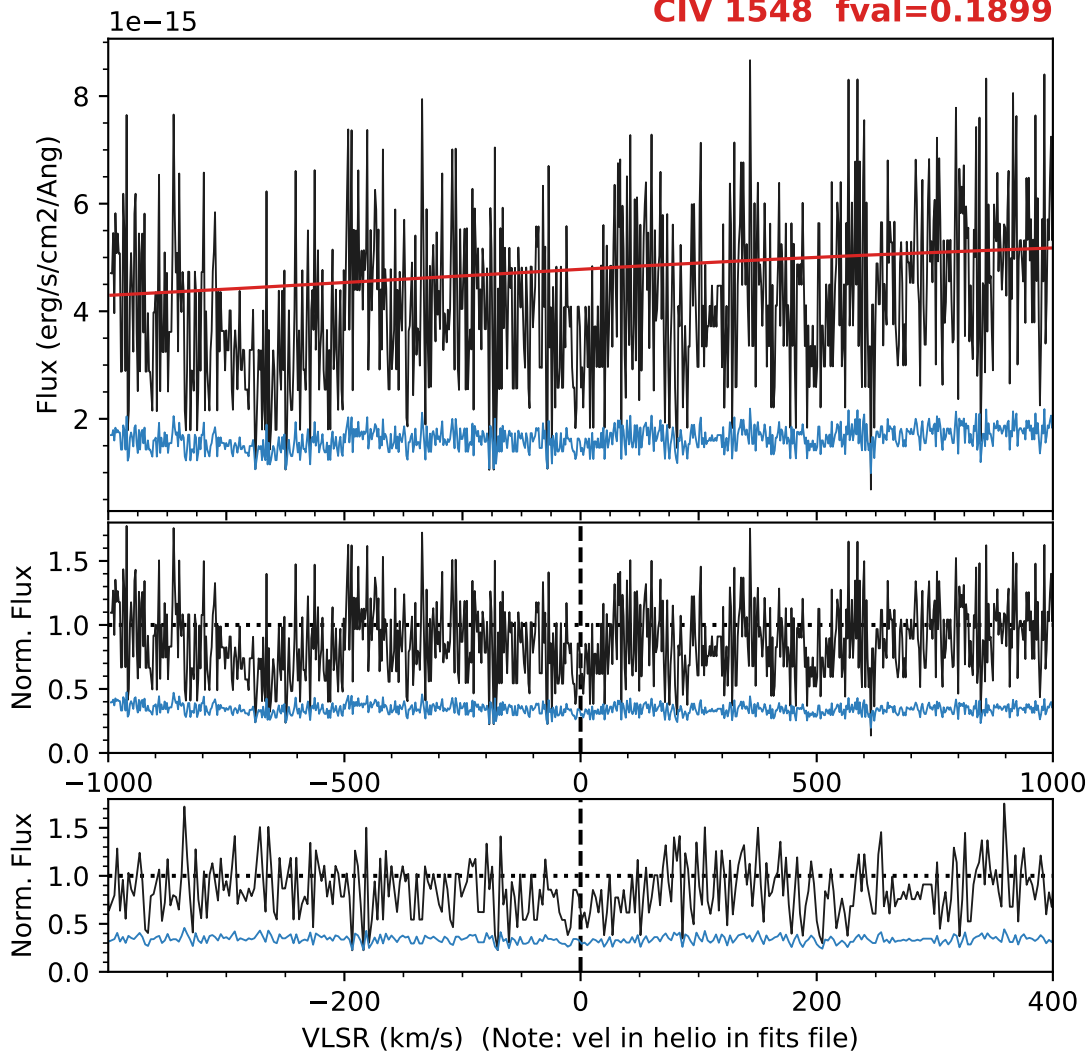 CIV 1548 fval=0.1899
1e−15
8
6
4
2
Flux (erg/s/cm2/Ang)
1.5
1.0
0.5
0.0
Norm. Flux
−1000 −500 0 500 1000
1.5
1.0
0.5
0.0
Norm. Flux
−200 0 200 400
VLSR (km/s) (Note: vel in helio in fits file)